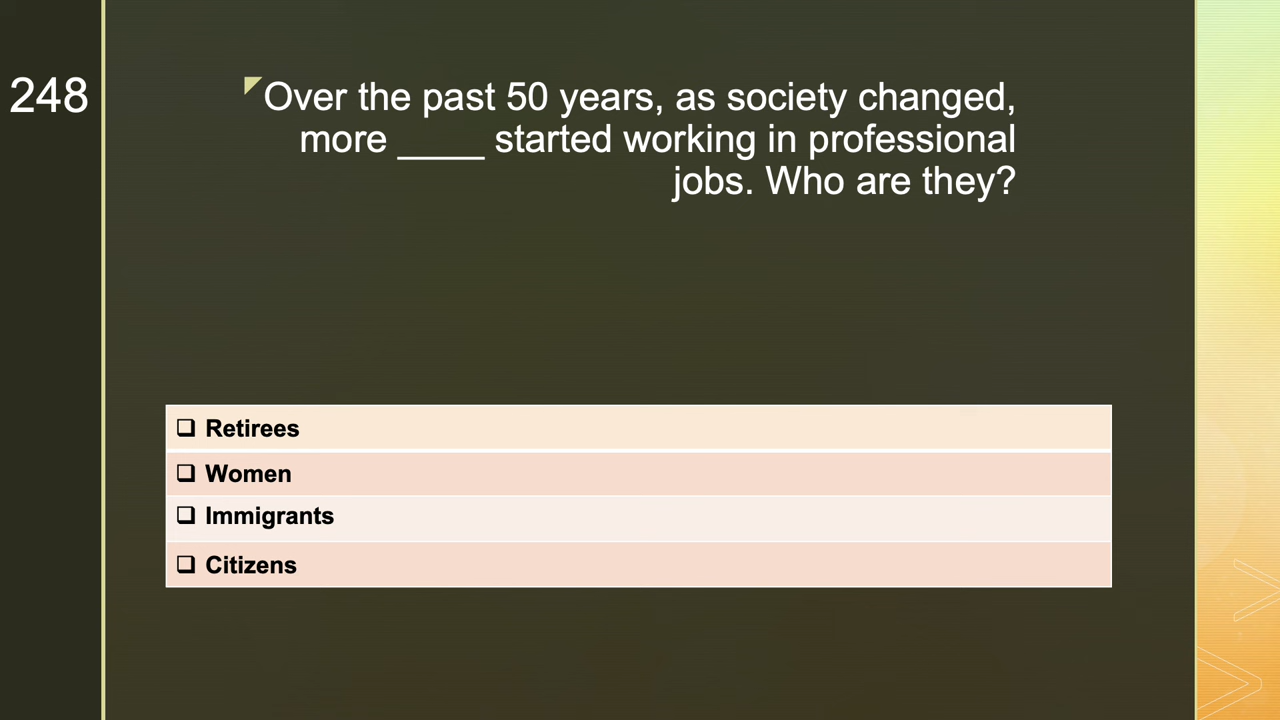 248
Over the past 50 years, as society changed,
more ____ started working in professional
jobs. Who are they?
❑ Retirees
❑ Women
❑ Immigrants
❑ Citizens